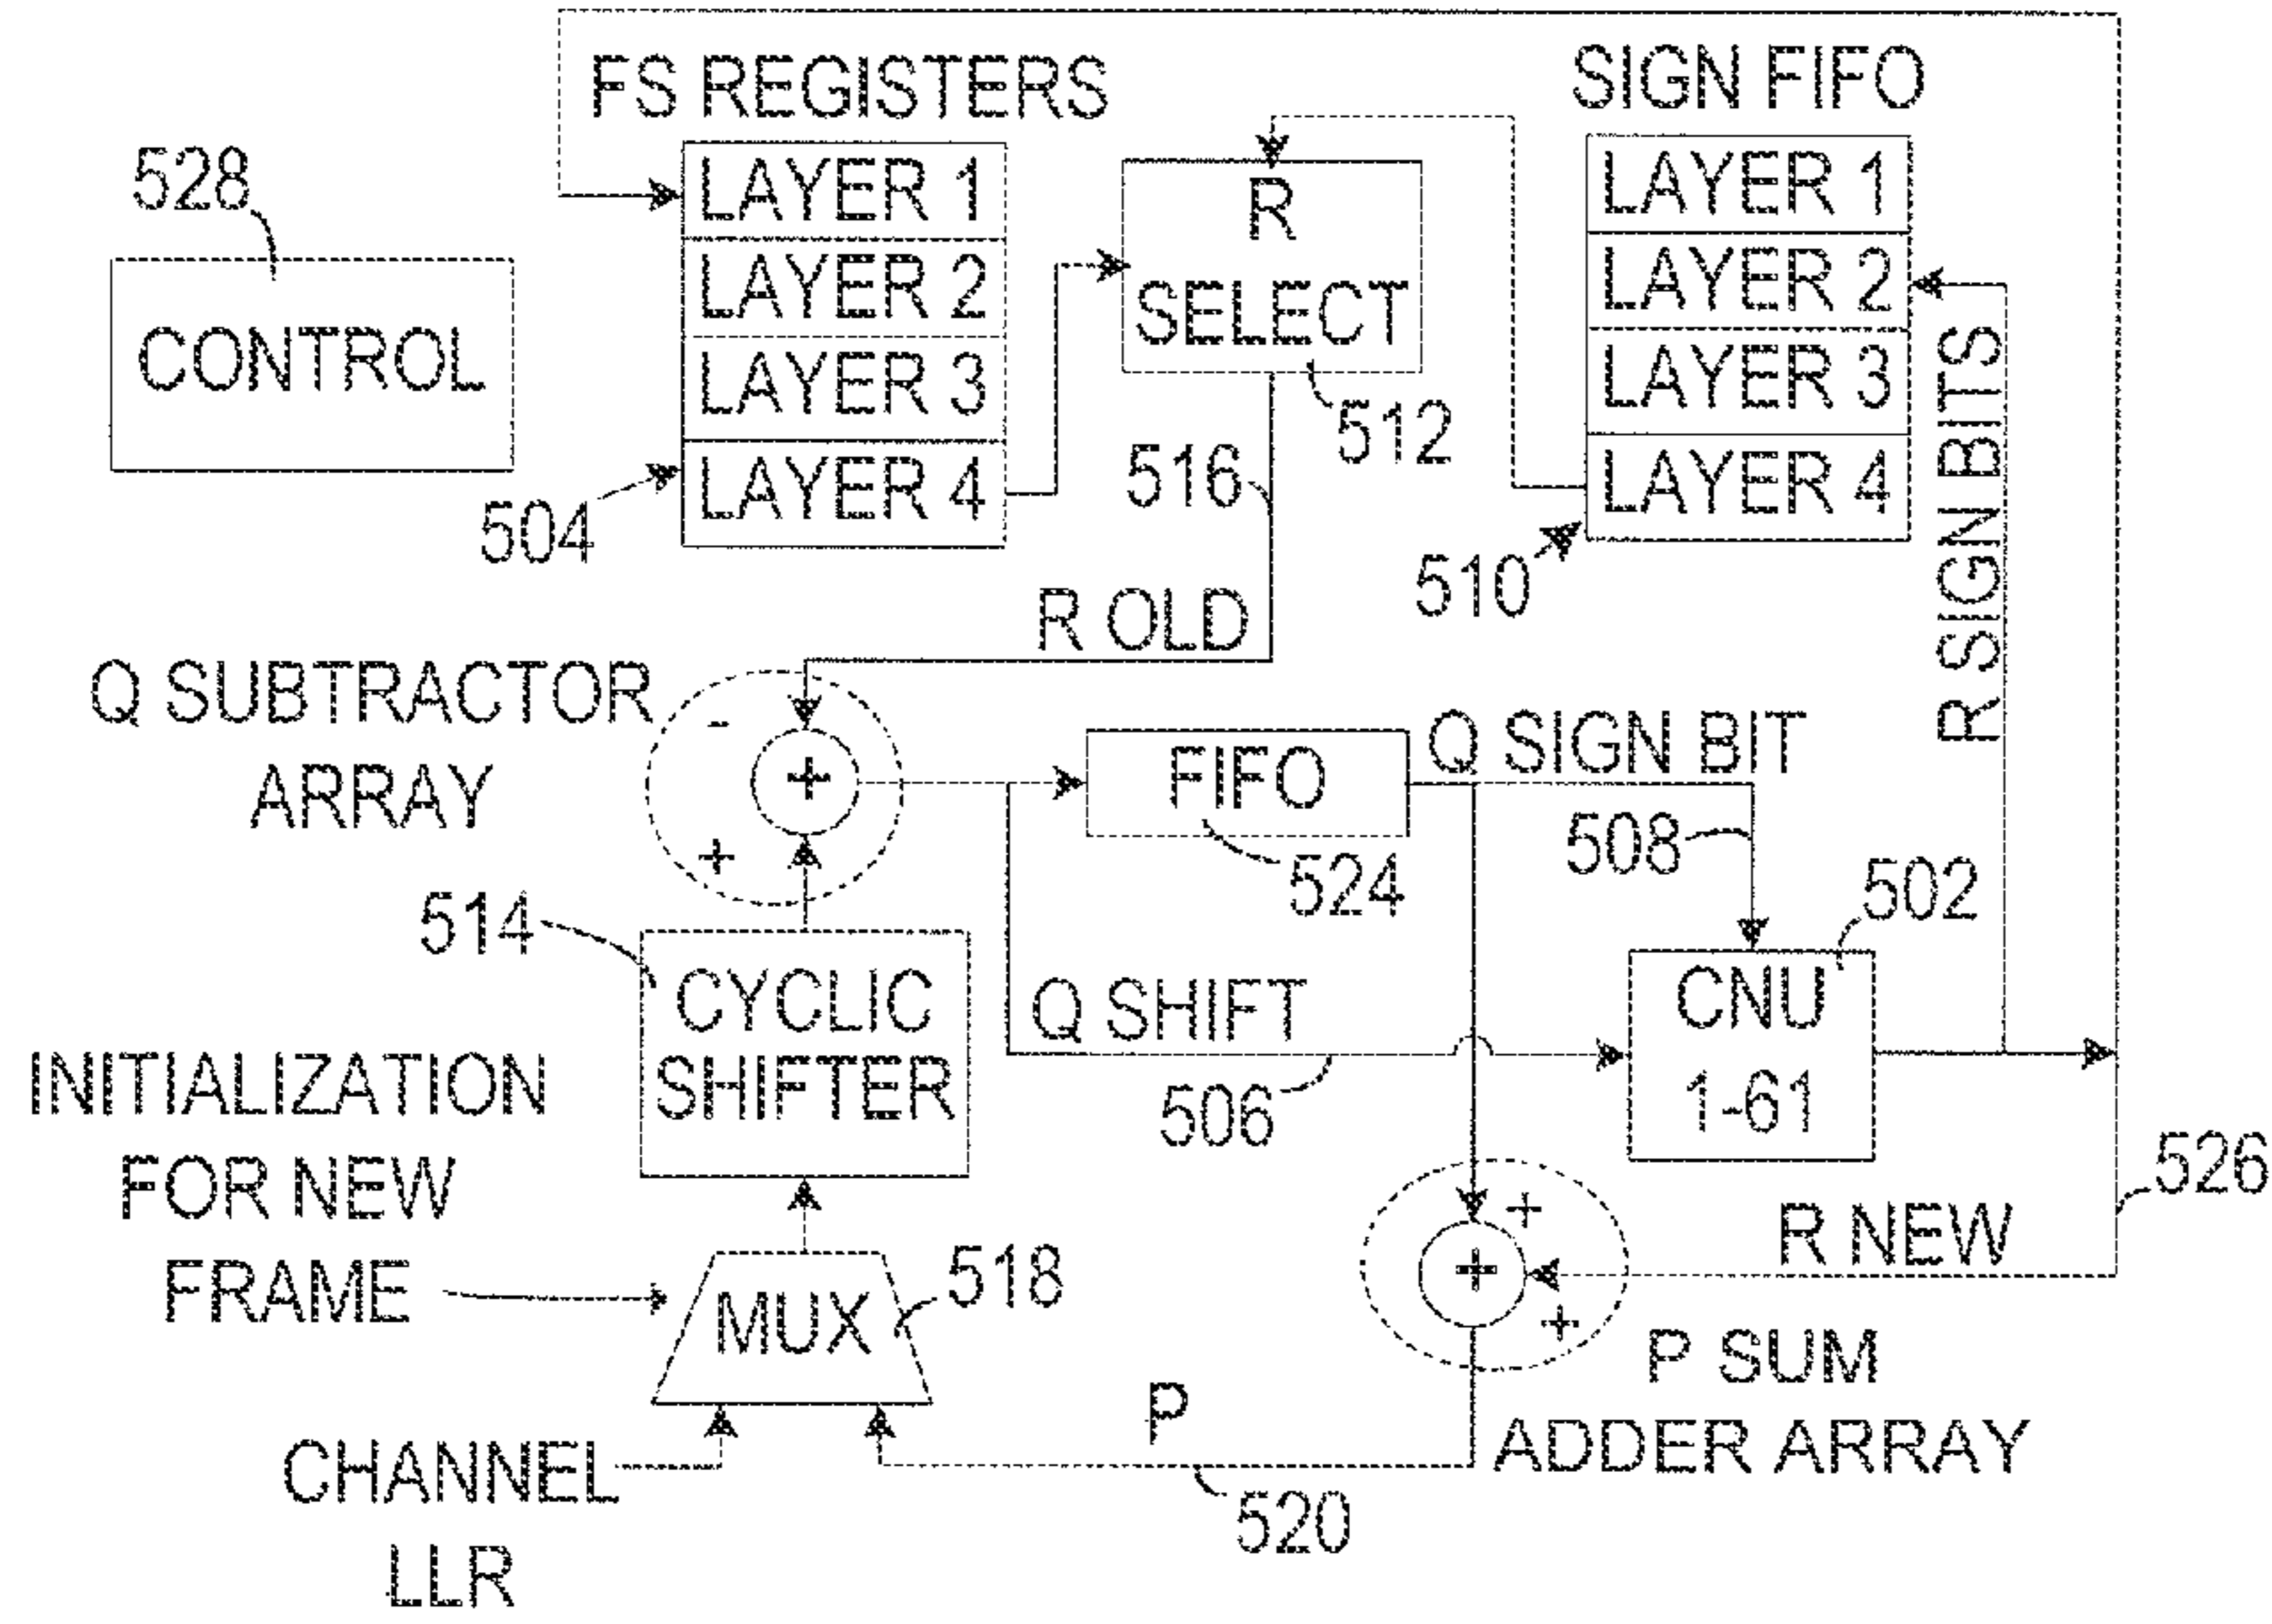 FS REGISTERS
SIGN FIFO
528
CONTROL
LAYER 1
LAYER 2
LAYER 3
LAYER 4
504
R
SELECT
512
516
LAYER 1
LAYER 2
LAYER 3
LAYER 4
510
R SIGN BITS
R OLD
Q SUBTRACTOR
ARRAY
-
+
+
FIFO
524
Q SIGN BIT
508
502
CNU
1-61
514
CYCLIC
SHIFTER
Q SHIFT
506
526
R NEW
INITIALIZATION
FOR NEW
FRAME
MUX
518
+
+
+
P SUM
ADDER ARRAY
P
520
CHANNEL
LLR